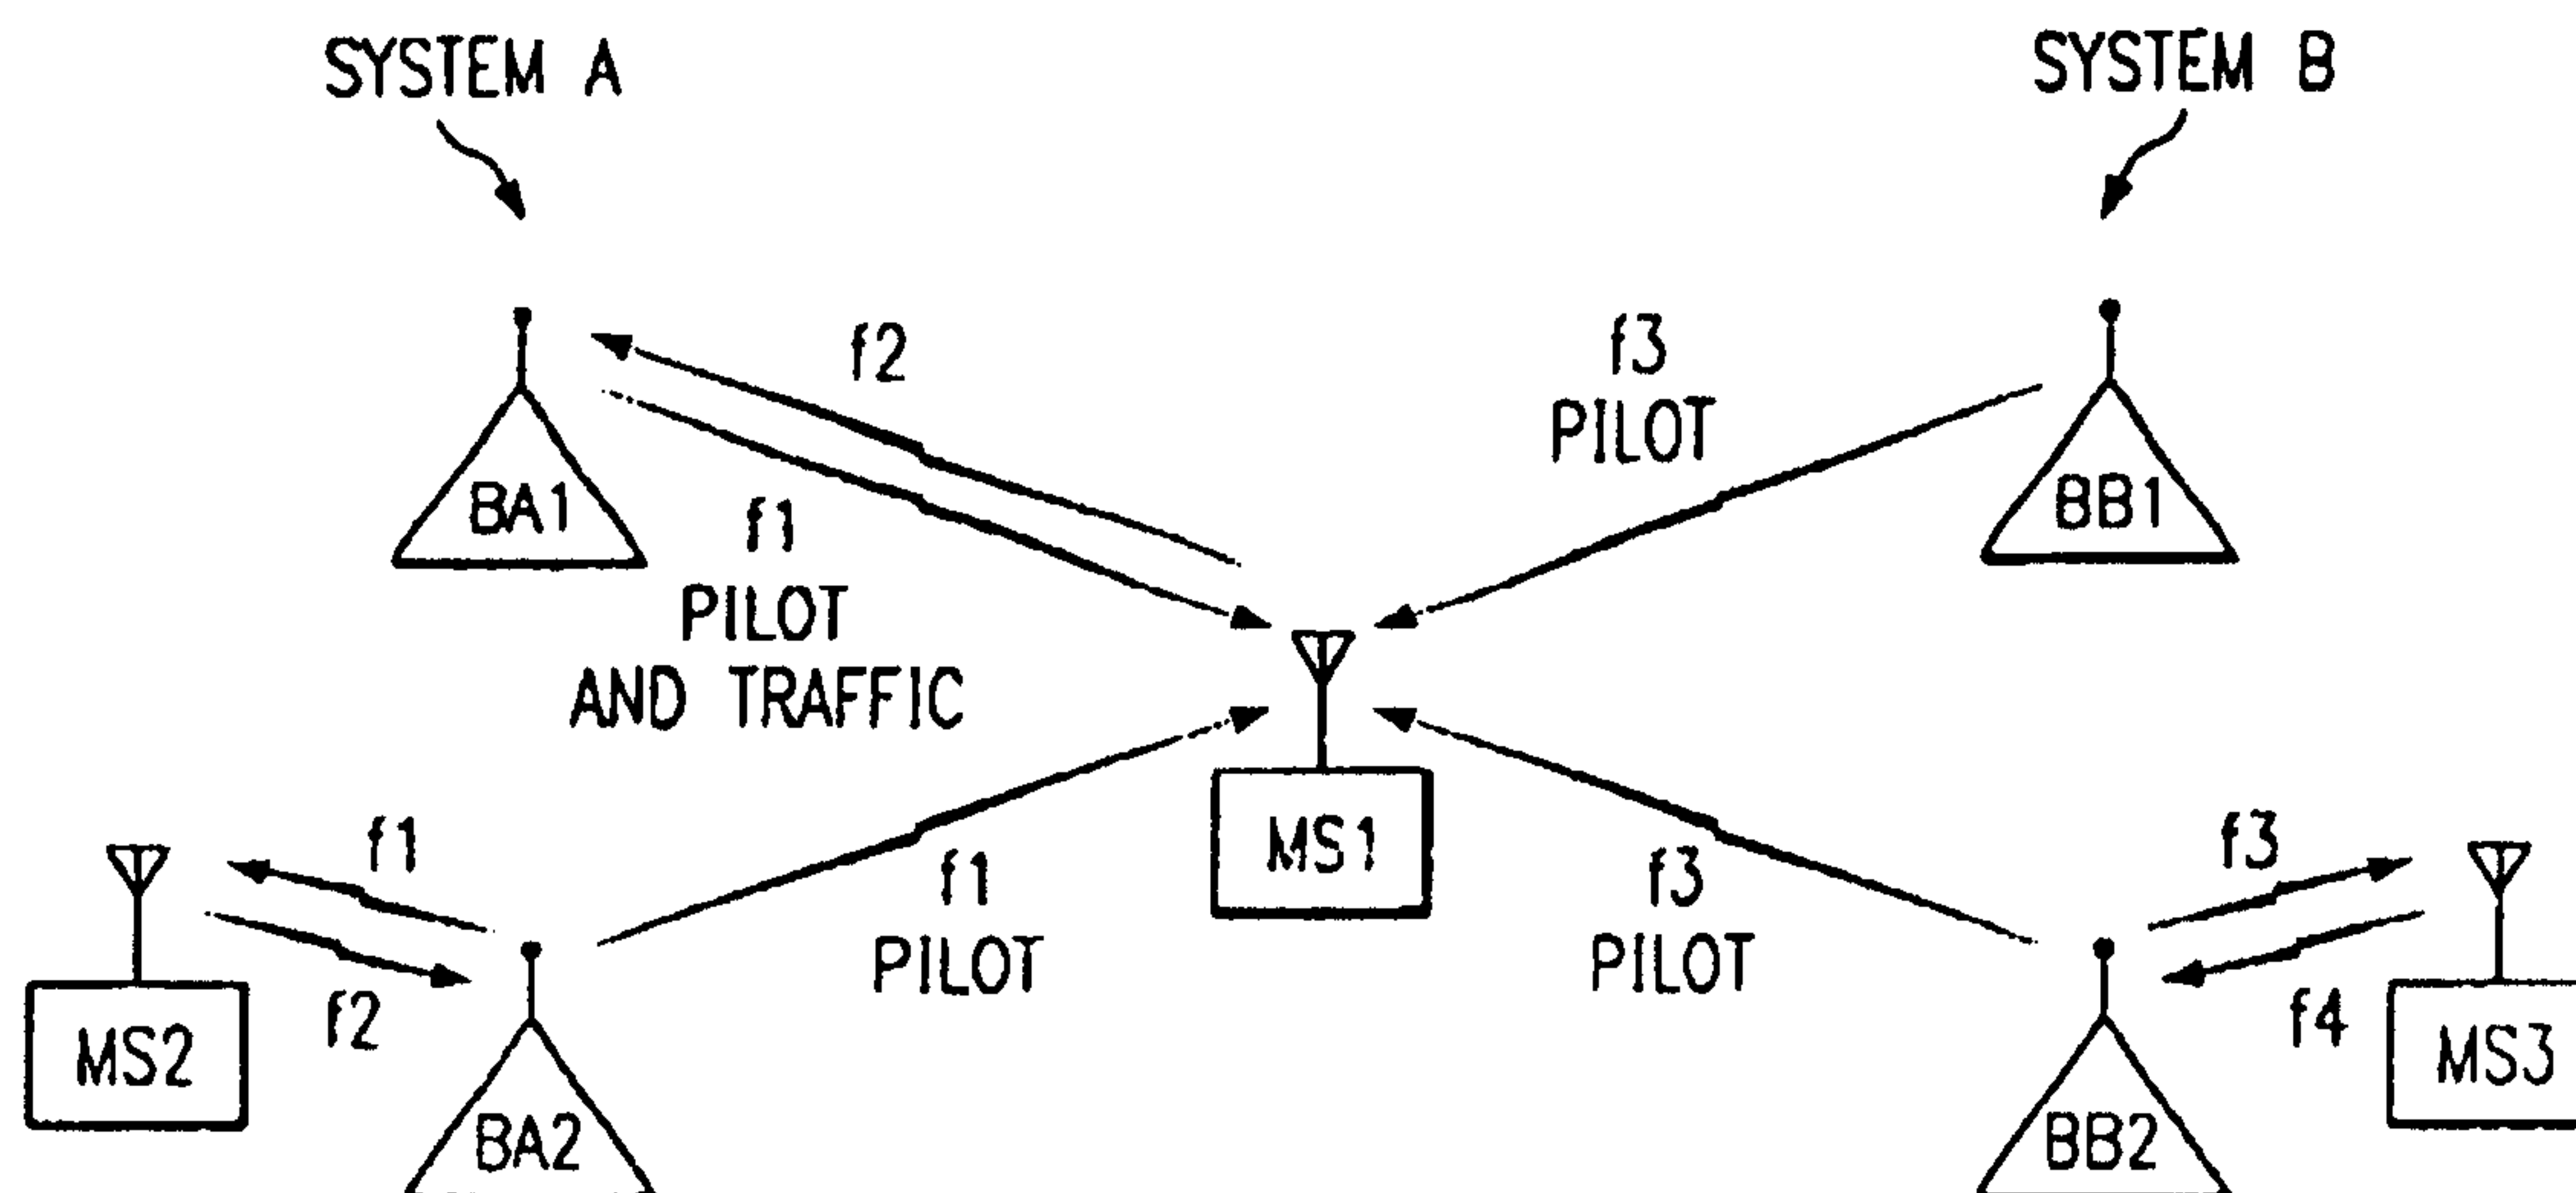 SYSTEM A
SYSTEM B
f2
f3
PILOT
BA1
BB1
f1
PILOT
AND TRAFFIC
MS1
f1
f1
PILOT
f3
PILOT
f3
MS2
f2
BA2
BB2
f4
MS3